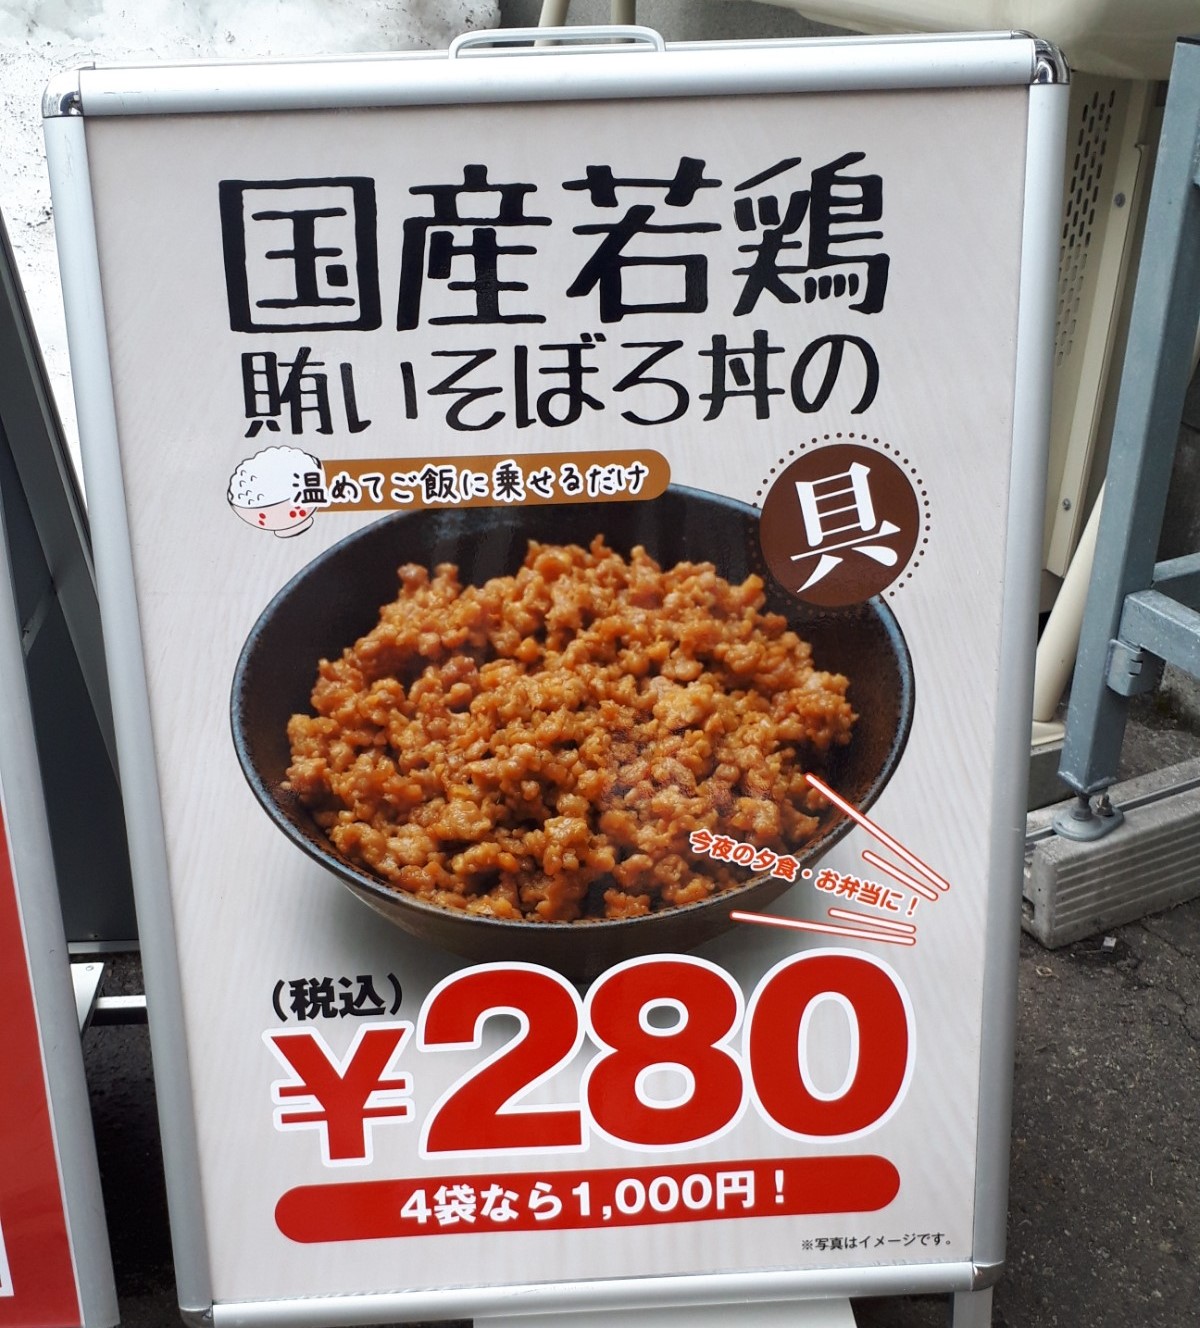 国産若鶏
賄いそぼろ丼の
具
温めてご飯に乗せるだけ
今夜の夕食・お弁当に！
（税込）
¥280
4袋なら1,000円！
※写真はイメージです。